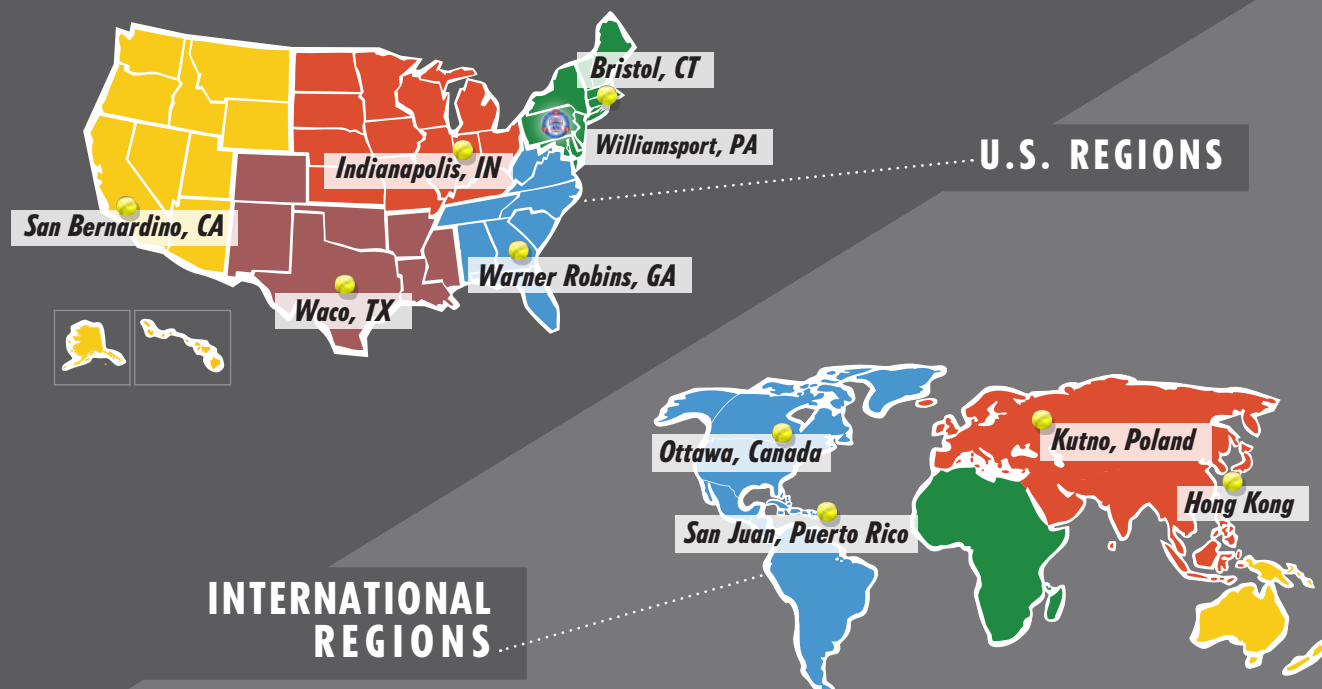 Bristol, CT
Williamsport, PA
U.S. REGIONS
Indianapolis, IN
San Bernardino, CA
Warner Robins, GA
Waco, TX
Ottawa, Canada
Kutno, Poland
Hong Kong
San Juan, Puerto Rico
INTERNATIONAL
REGIONS